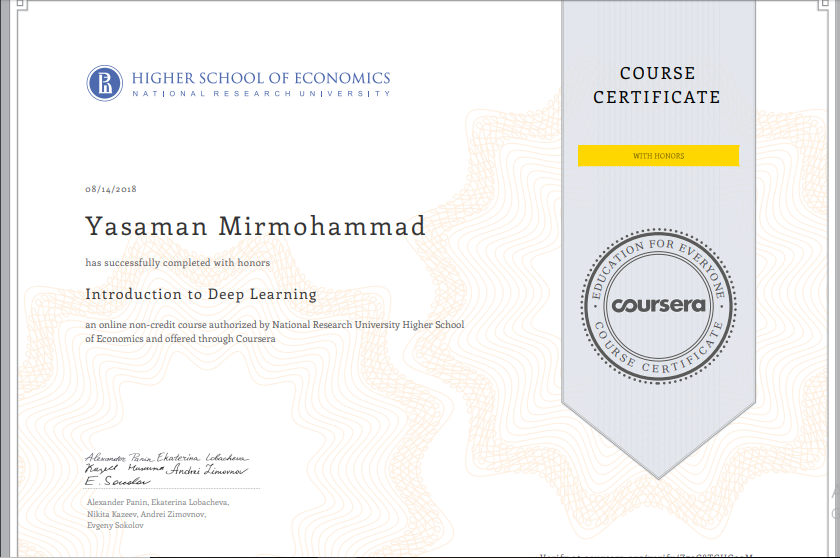 HIGHER SCHOOL OF ECONOMICS
NATIONAL RESEARCH UNIVERSITY
COURSE
CERTIFICATE
WITH HONORS
08/14/2018
Yasaman Mirmohammad
has successfully completed with honors
Introduction to Deep Learning
an online non-credit course authorized by National Research University Higher School
of Economics and offered through Coursera
EDUCATION FOR EVERYONE
coursera
COURSE CERTIFICATE
Alexander Panin Ekaterina Lobacheva
Andrei Zimovnov
E. Sokolov
Alexander Panin, Ekaterina Lobacheva,
Nikita Kazeev, Andrei Zimovnov,
Evgeny Sokolov